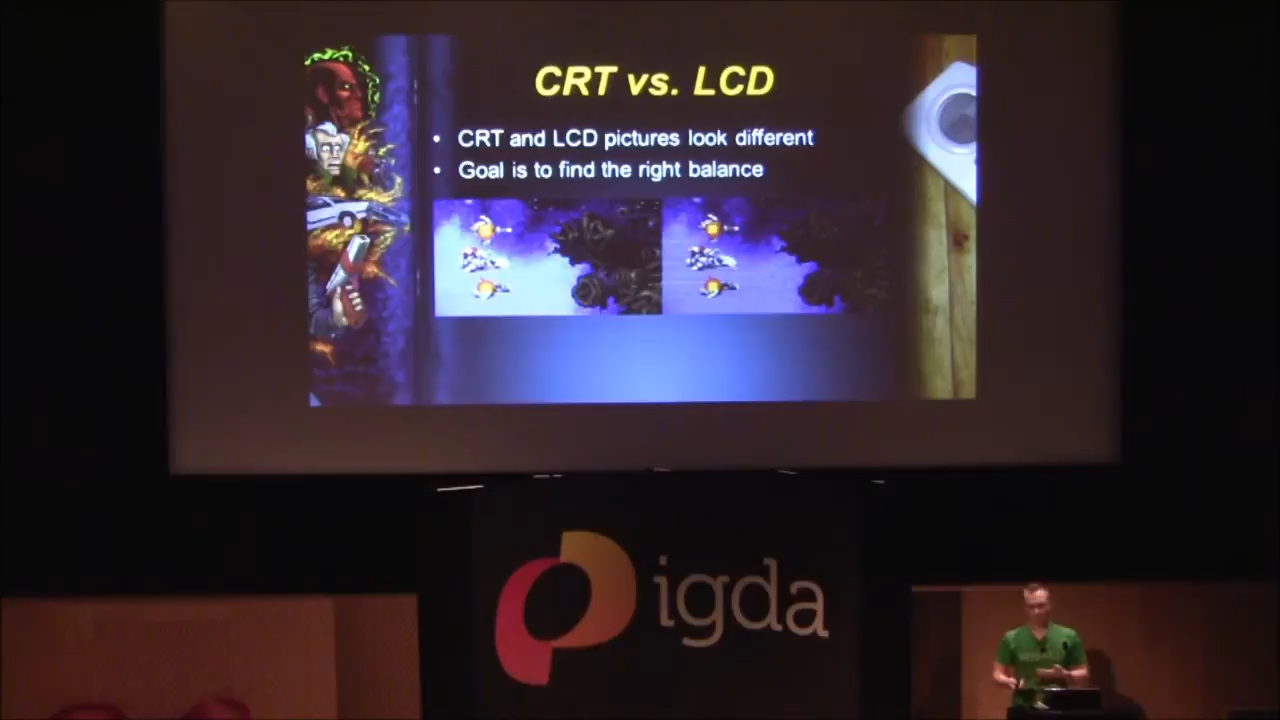 CRT vs. LCD
• CRT and LCD pictures look different
• Goal is to find the right balance
igda